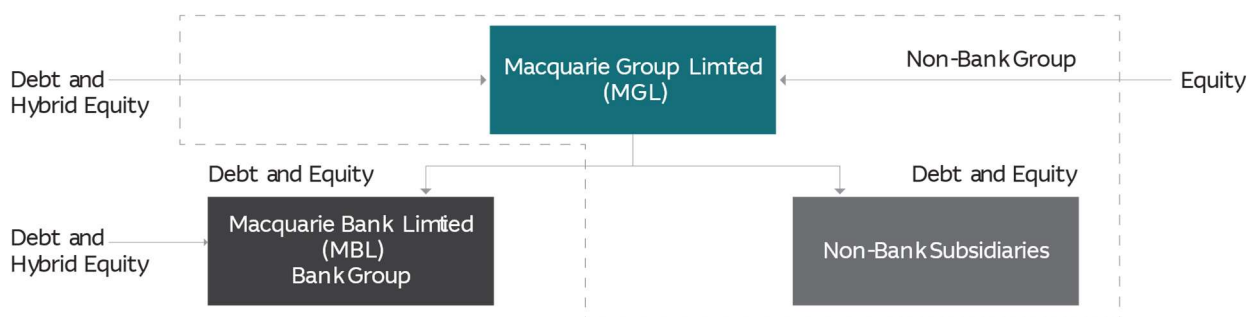 Macquarie Group Limted
(MGL)
Non-Bank Group
Debt and
Hybrid Equity
Equity
Debt and Equity
Debt and Equity
Macquarie Bank Limted
(MBL)
Bank Group
Debt and
Hybrid Equity
Non-Bank Subsidiaries